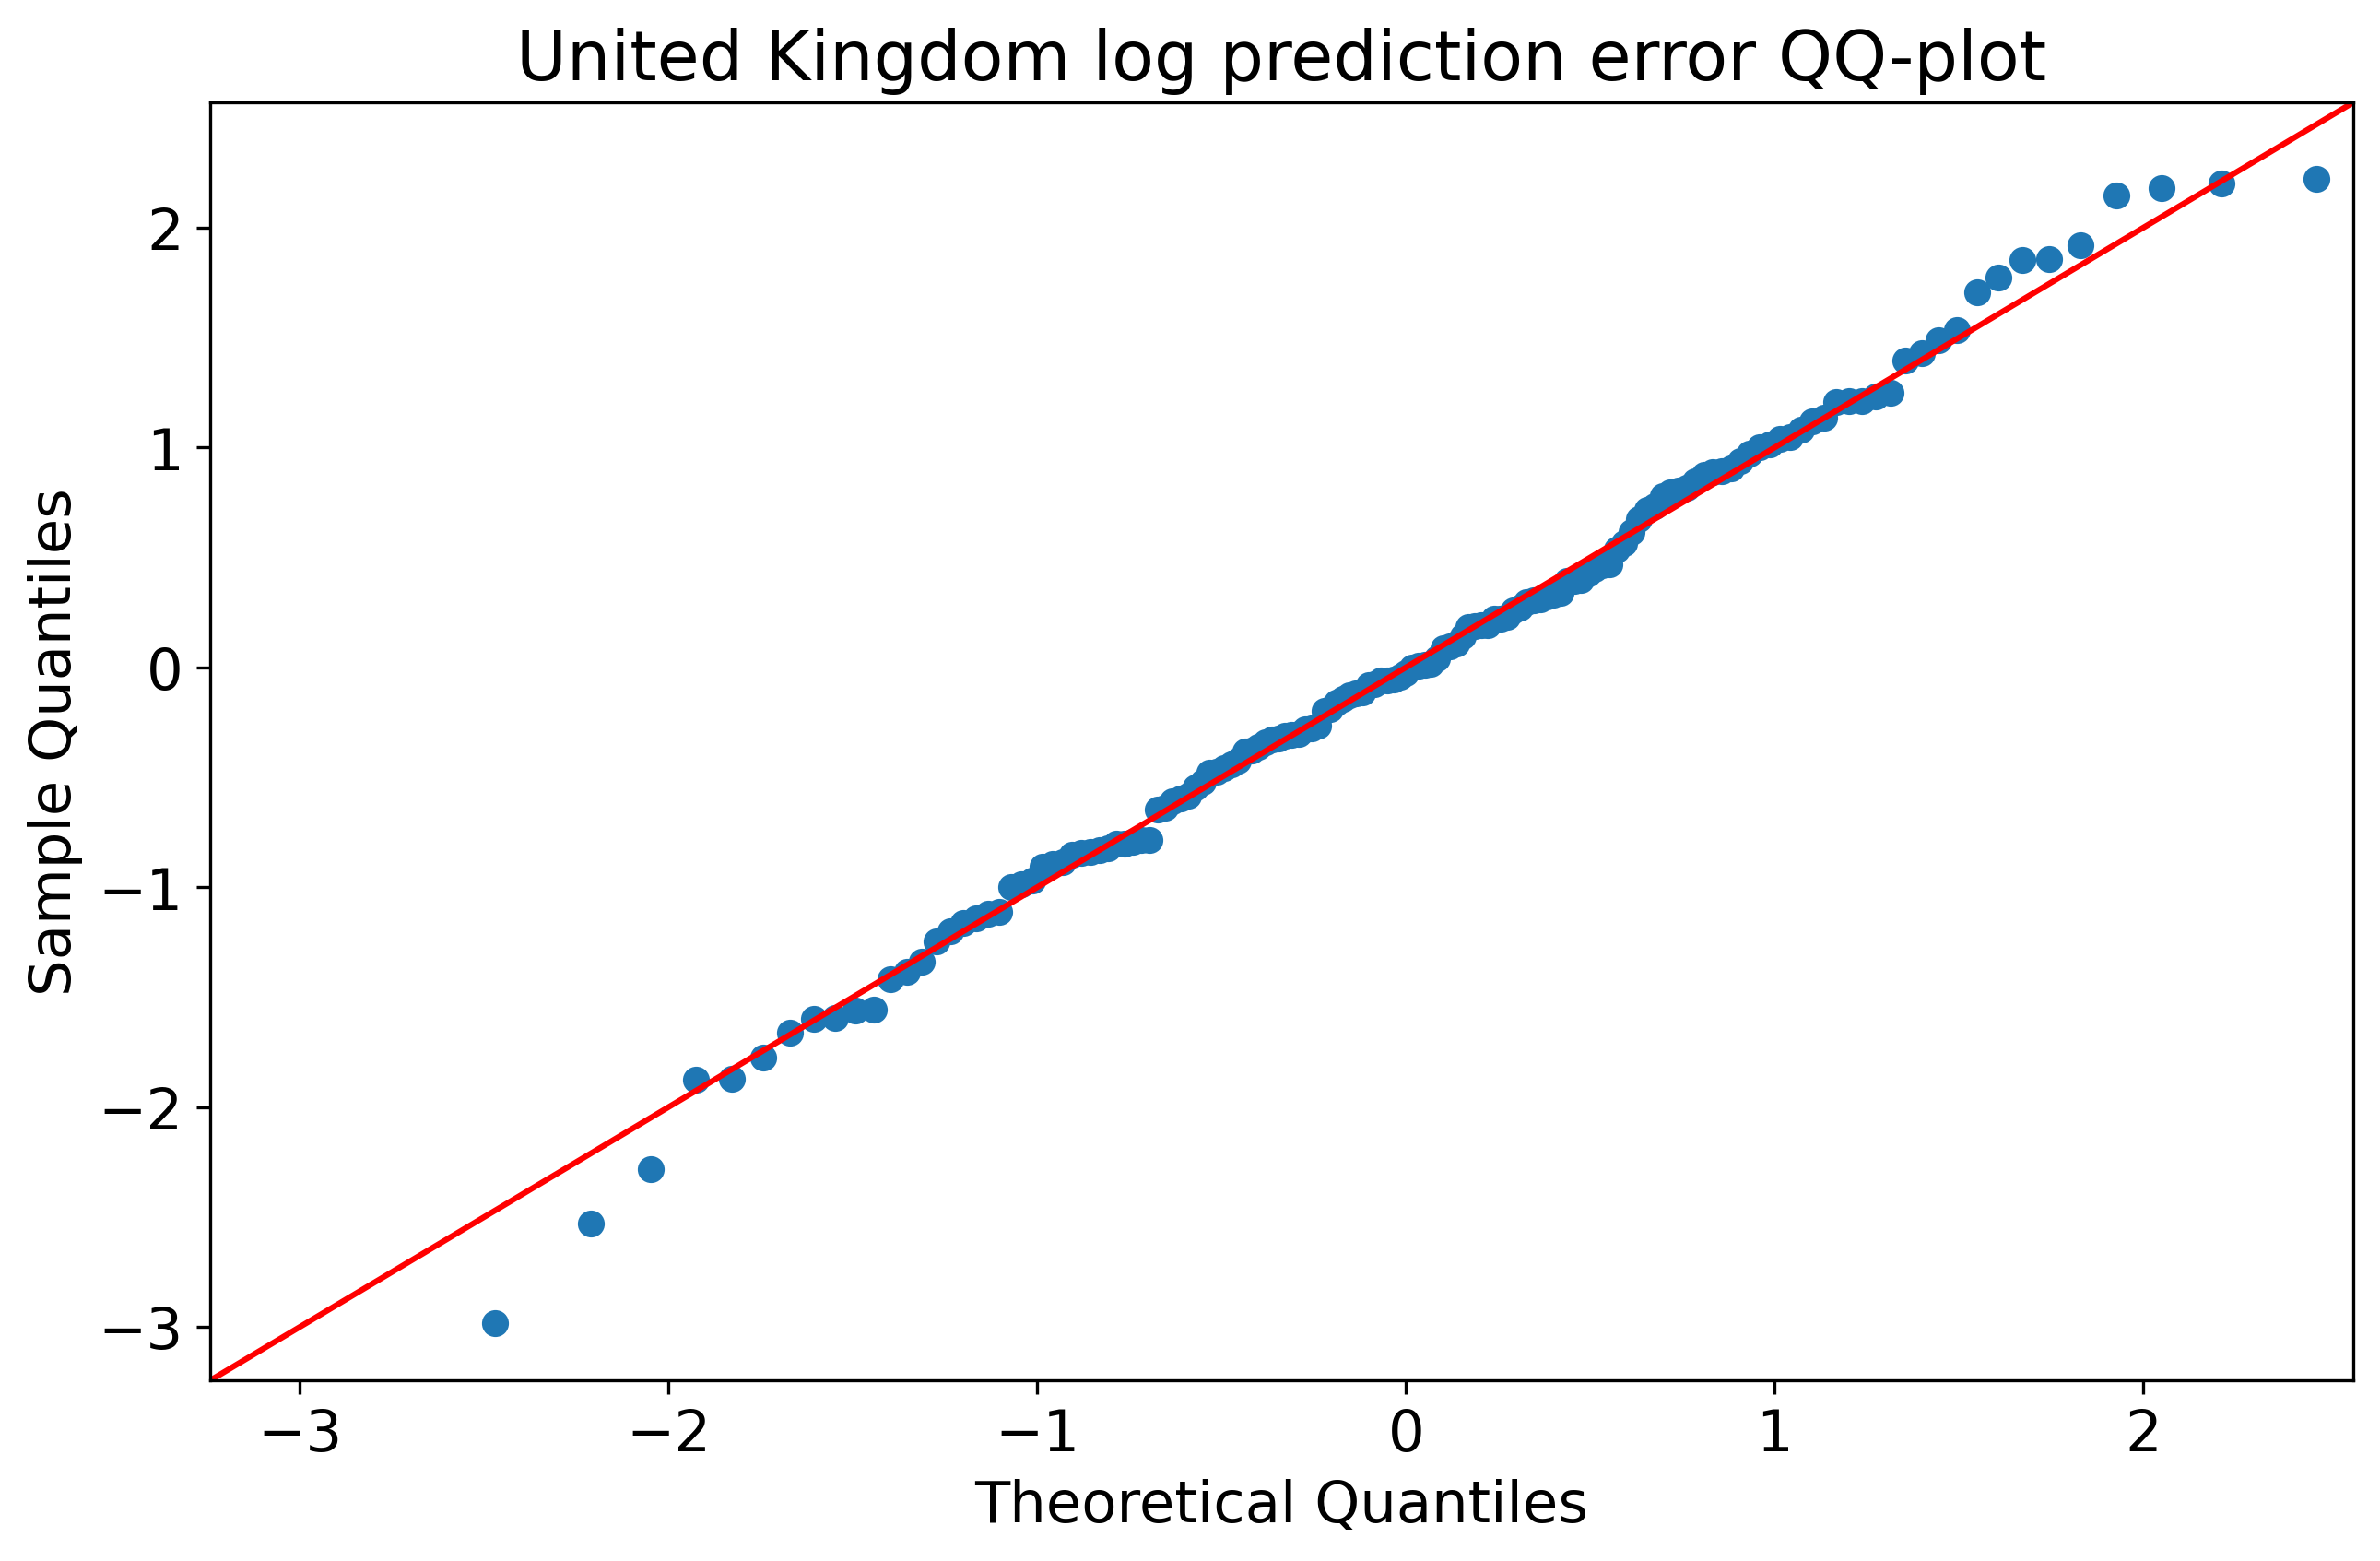 United Kingdom log prediction error QQ-plot
Sample Quantiles
2
1
0
−1
−2
−3
−3 −2 −1 0 1 2
Theoretical Quantiles